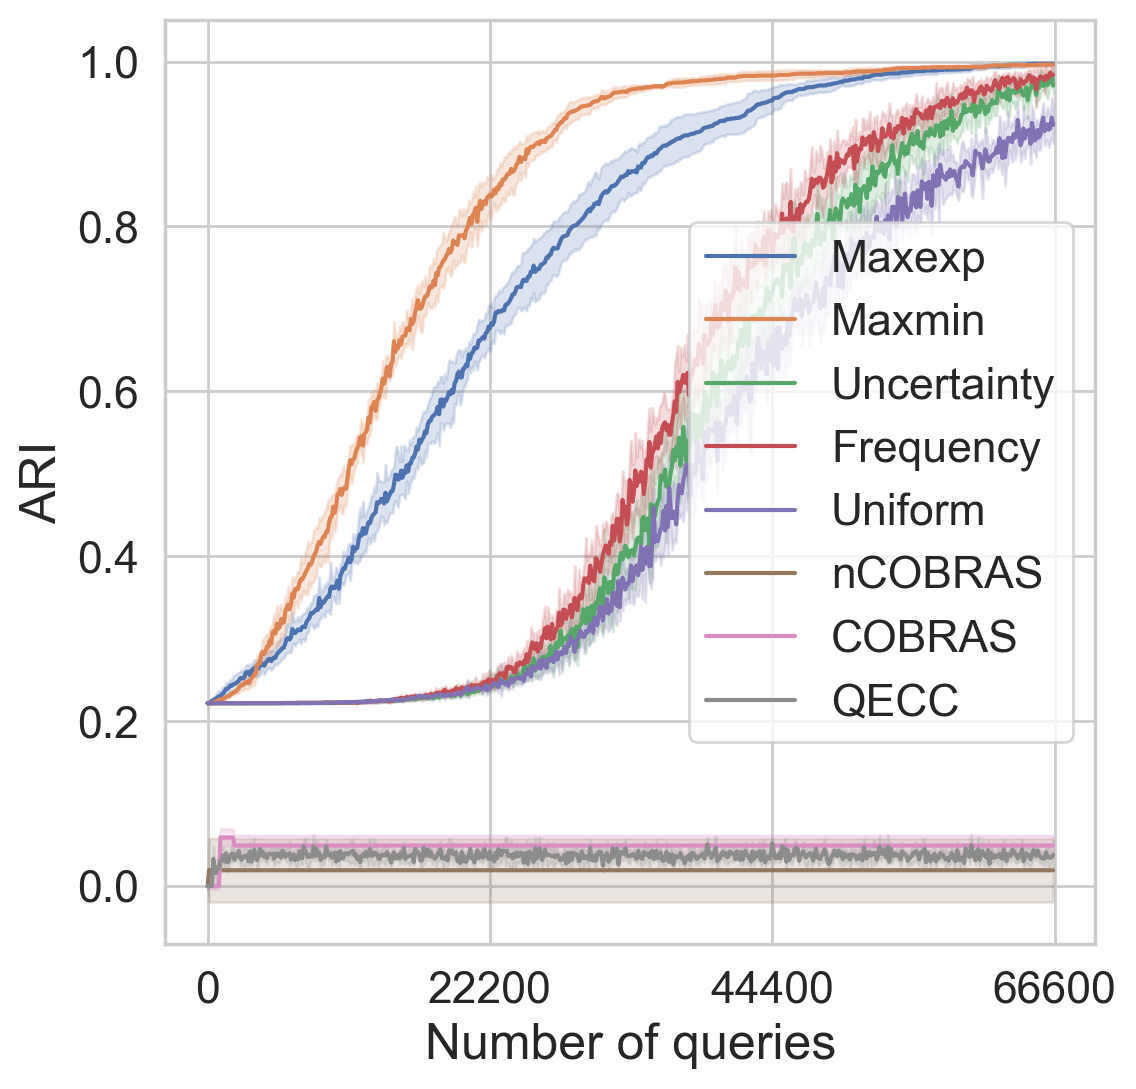 1.0
0.8
0.6
0.4
0.2
0.0
ARI
Maxexp
Maxmin
Uncertainty
Frequency
Uniform
nCOBRAS
COBRAS
QECC
0 22200 44400 66600
Number of queries